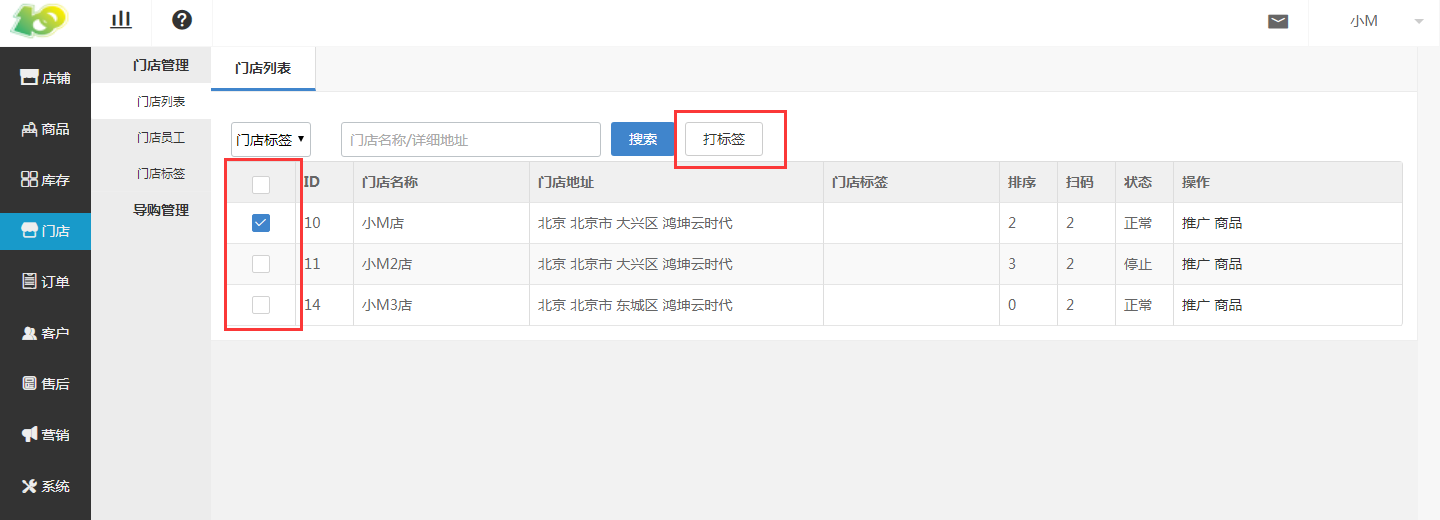 小M
店铺
商品
库存
门店
订单
客户
售后
营销
系统
门店管理
门店列表
门店员工
门店标签
导购管理
门店列表
门店标签 门店名称/详细地址 搜索 打标签
ID 门店名称 门店地址 门店标签 排序 扫码 状态 操作
10 小M店 北京 北京市 大兴区 鸿坤云时代 2 2 正常 推广 商品
11 小M2店 北京 北京市 大兴区 鸿坤云时代 3 2 停止 推广 商品
14 小M3店 北京 北京市 东城区 鸿坤云时代 0 2 正常 推广 商品